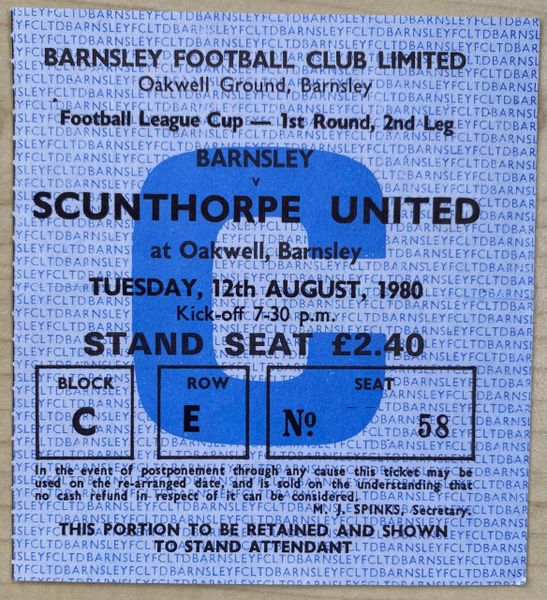 BARNSLEY FOOTBALL CLUB LIMITED
Oakwell Ground, Barnsley
Football League Cup — 1st Round, 2nd Leg
BARNSLEY
v
SCUNTHORPE UNITED
at Oakwell, Barnsley
TUESDAY, 12th AUGUST, 1980
Kick-off 7-30 p.m.
STAND SEAT £2.40
BLOCK ROW SEAT
C E Nº 58
In the event of postponement through any cause this ticket may be
used on the re-arranged date, and is sold on the understanding that
no cash refund in respect of it can be considered.
M. J. SPINKS, Secretary.
THIS PORTION TO BE RETAINED AND SHOWN
TO STAND ATTENDANT